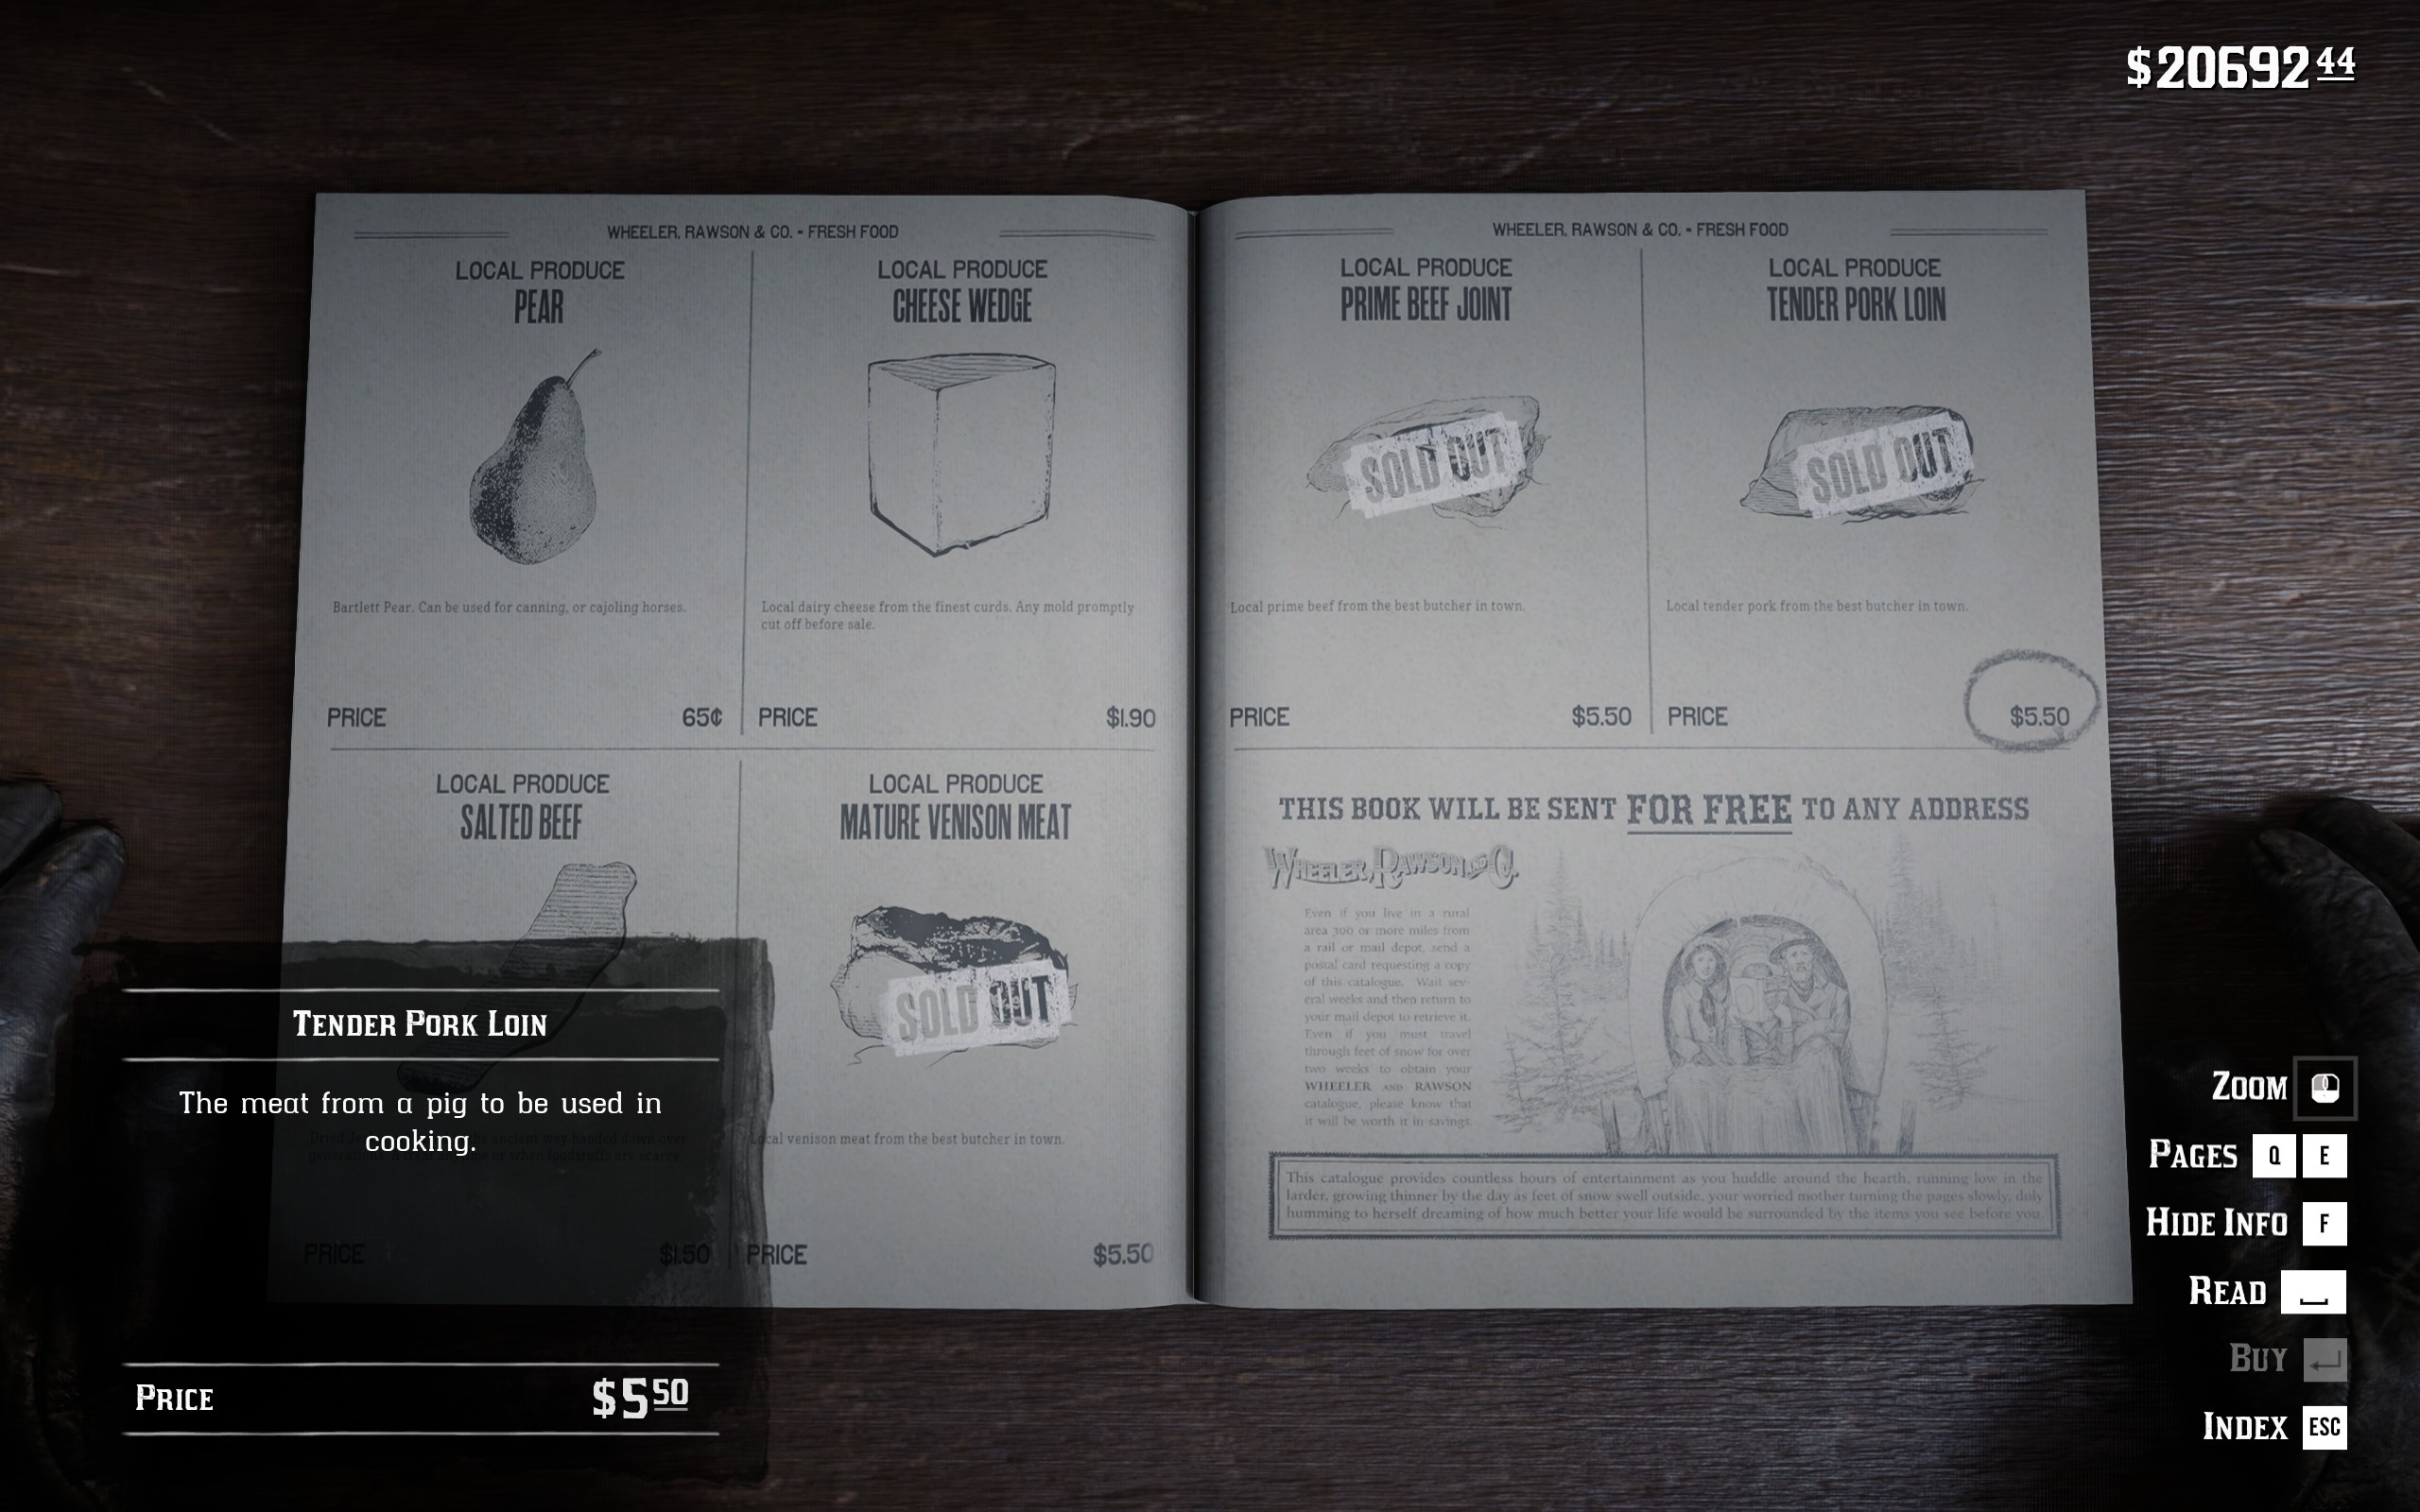 $20692 44
WHEELER, RAWSON & CO. - FRESH FOOD
LOCAL PRODUCE
PEAR
Bartlett Pear. Can be used for canning, or cajoling horses.
PRICE 65¢
LOCAL PRODUCE
CHEESE WEDGE
Local dairy cheese from the finest curds. Any mold promptly
cut off before sale.
PRICE $1.90
LOCAL PRODUCE
SALTED BEEF
PRICE $1.50
LOCAL PRODUCE
MATURE VENISON MEAT
SOLD OUT
Local venison meat from the best butcher in town.
PRICE $5.50
WHEELER, RAWSON & CO. - FRESH FOOD
LOCAL PRODUCE
PRIME BEEF JOINT
SOLD OUT
Local prime beef from the best butcher in town.
PRICE $5.50
LOCAL PRODUCE
TENDER PORK LOIN
SOLD OUT
Local tender pork from the best butcher in town.
PRICE $5.50
THIS BOOK WILL BE SENT FOR FREE TO ANY ADDRESS
WHEELER, RAWSON & CO.
Even if you live in a rural
area 300 or more miles from
a rail or mail depot, send a
postal card requesting a copy
of this catalogue. Wait sev-
eral weeks and then return to
your mail depot to retrieve it.
Even if you must travel
through feet of snow for over
two weeks to obtain your
WHEELER AND RAWSON
catalogue, please know that
it will be worth it in savings.
This catalogue provides countless hours of entertainment as you huddle around the hearth, running low in the
larder, growing thinner by the day as feet of snow swell outside, your worried mother turning the pages slowly, duly
humming to herself dreaming of how much better your life would be surrounded by the items you see before you.
TENDER PORK LOIN
The meat from a pig to be used in
cooking.
PRICE $5 50
ZOOM
PAGES Q E
HIDE INFO F
READ
BUY
INDEX ESC